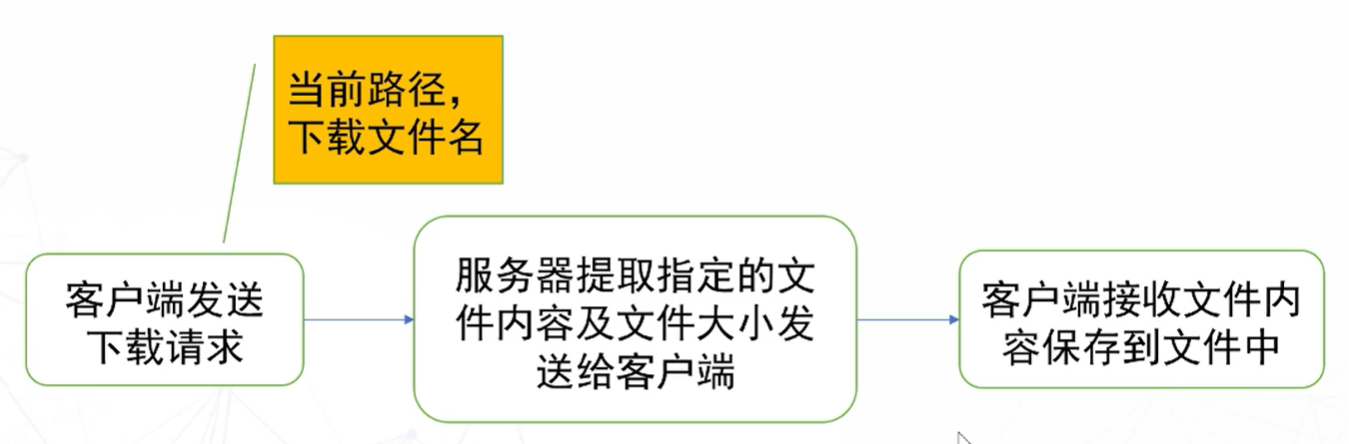 当前路径，
下载文件名
客户端发送
下载请求
服务器提取指定的文
件内容及文件大小发
送给客户端
客户端接收文件内
容保存到文件中